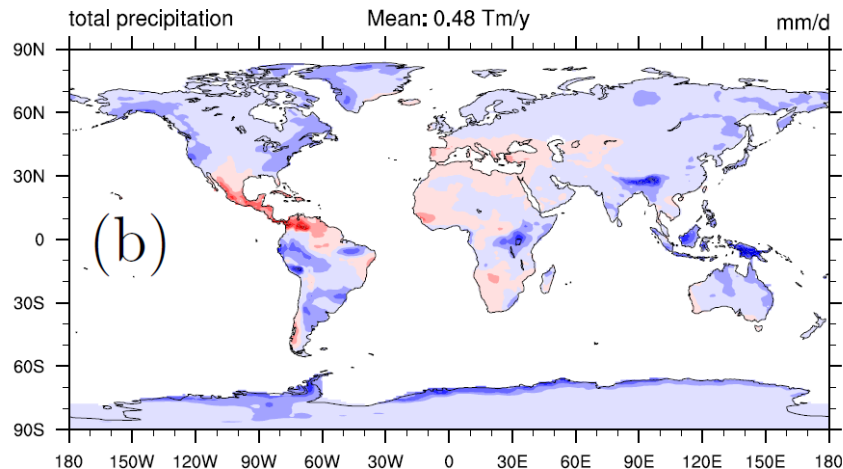 total precipitation Mean: 0.48 Tm/y mm/d
90N
60N
30N
0
30S
60S
90S
(b)
180 150W 120W 90W 60W 30W 0 30E 60E 90E 120E 150E 180